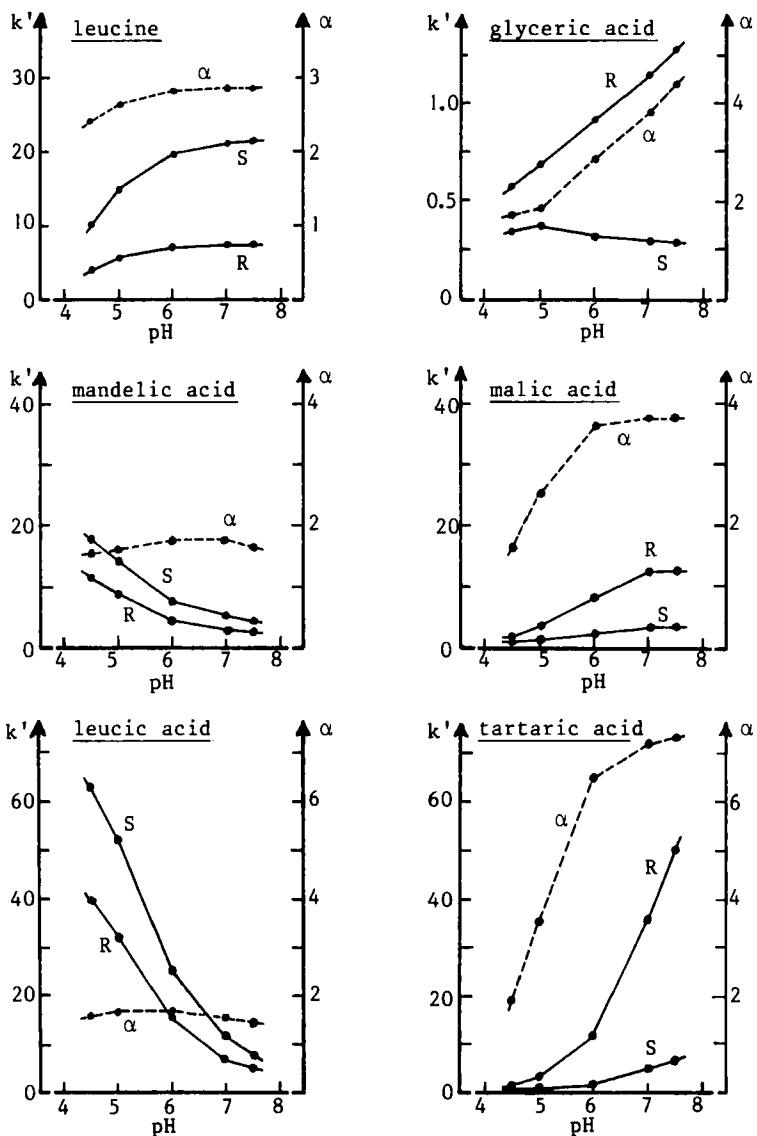 leucine
k'
α
30
20
10
0
3
2
1
α
S
R
4 5 6 7 8
pH
glyceric acid
k'
α
1.0
0.5
0
4
2
R
α
S
4 5 6 7 8
pH
mandelic acid
k'
α
40
20
0
4
2
α
S
R
4 5 6 7 8
pH
malic acid
k'
α
40
20
0
4
2
α
R
S
4 5 6 7 8
pH
leucic acid
k'
α
60
40
20
0
6
4
2
S
R
α
4 5 6 7 8
pH
tartaric acid
k'
α
60
40
20
0
6
4
2
α
R
S
4 5 6 7 8
pH